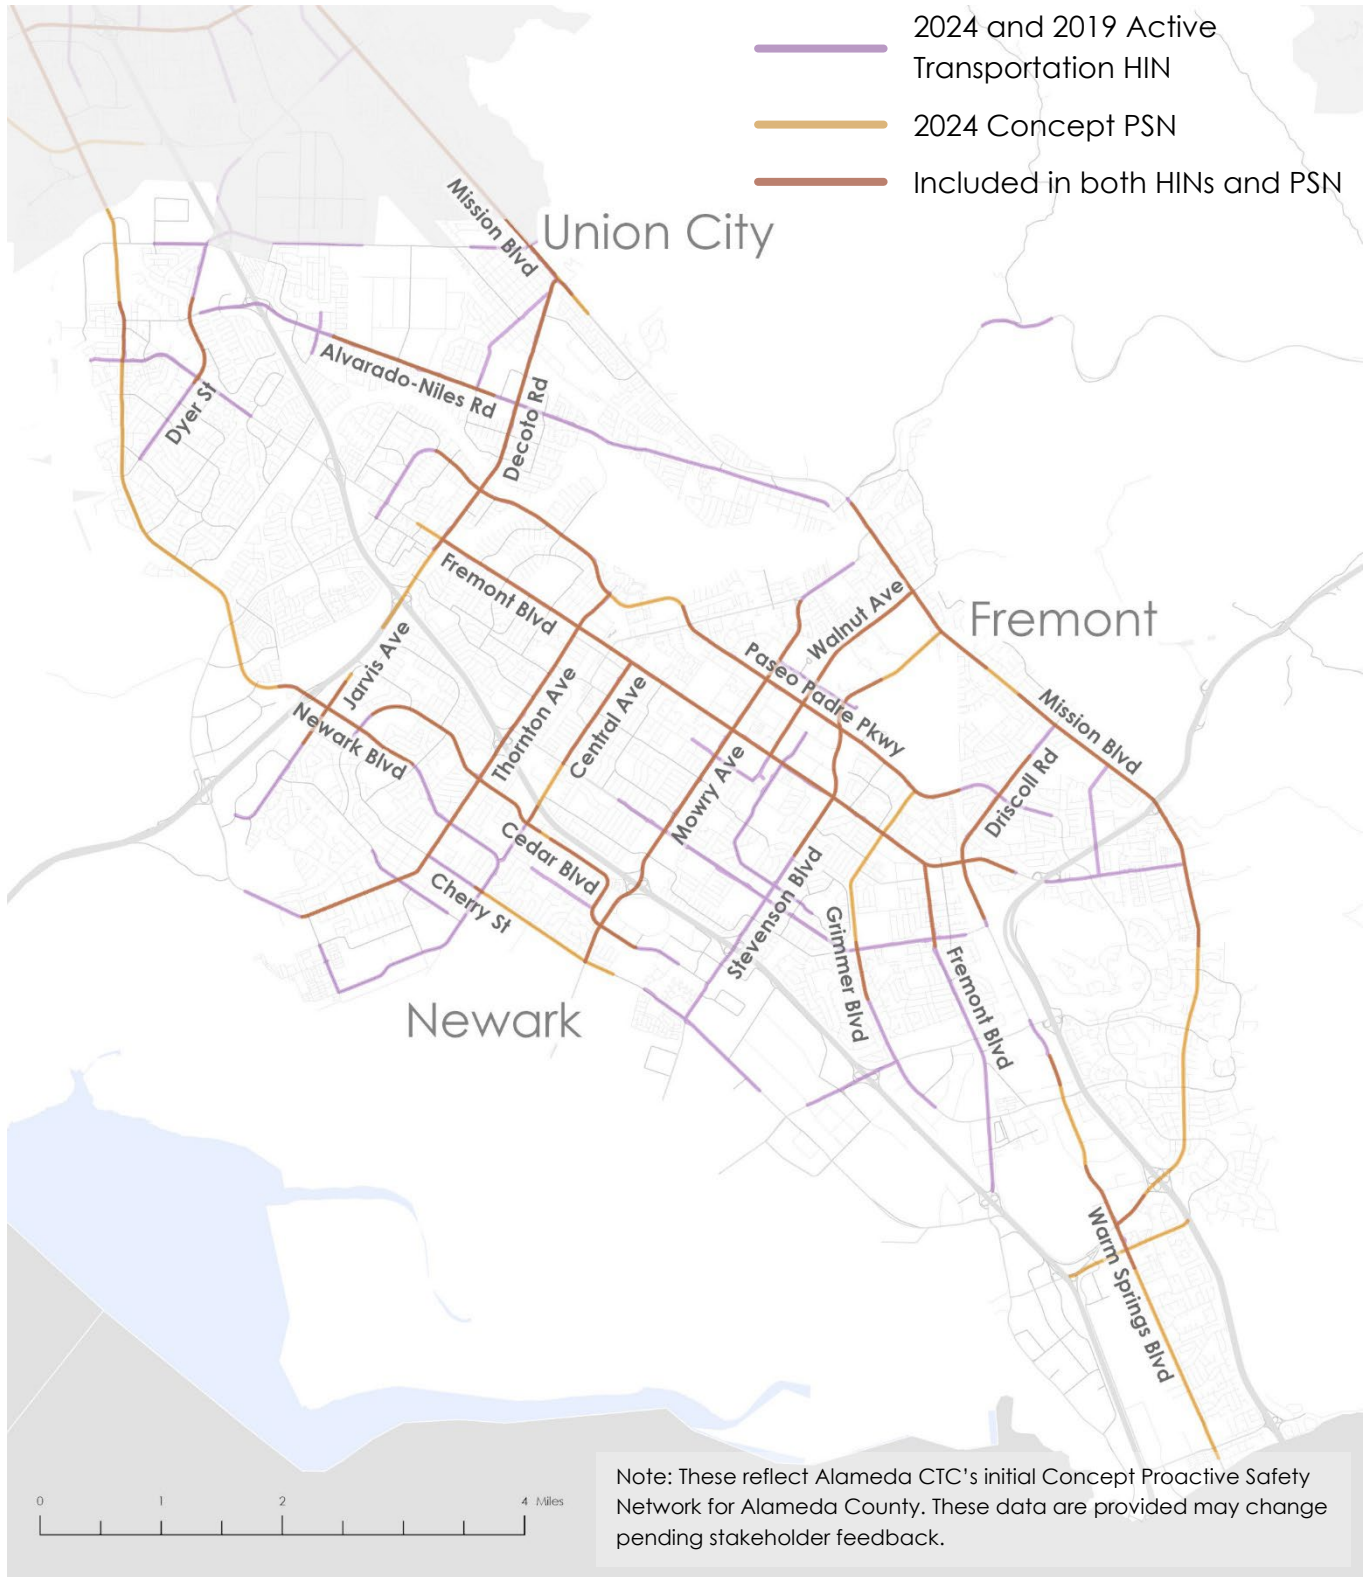 2024 and 2019 Active
Transportation HIN
2024 Concept PSN
Included in both HINs and PSN
Mission Blvd
Union City
Alvarado-Niles Rd
Dyer St
Decoto Rd
Fremont Blvd
Walnut Ave
Fremont
Jarvis Ave
Paseo Padre Pkwy
Newark Blvd
Thornton Ave
Central Ave
Mission Blvd
Mowry Ave
Driscoll Rd
Cedar Blvd
Cherry St
Stevenson Blvd
Grimmer Blvd
Fremont Blvd
Newark
Warm Springs Blvd
Note: These reflect Alameda CTC's initial Concept Proactive Safety
Network for Alameda County. These data are provided may change
pending stakeholder feedback.
0 1 2 4 Miles